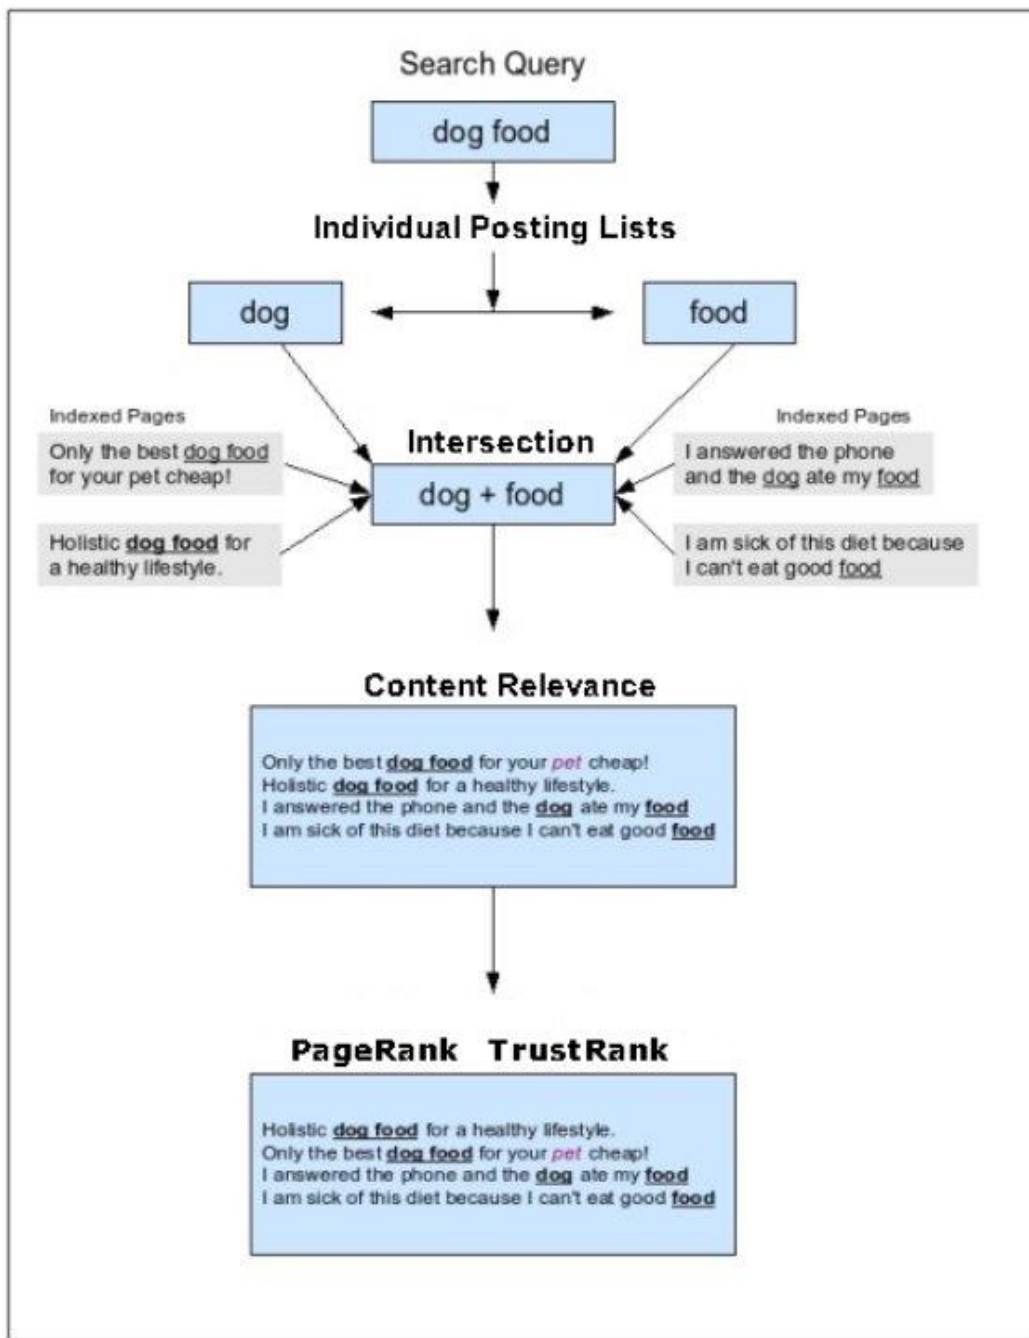 Search Query
dog food
Individual Posting Lists
dog
food
Indexed Pages
Only the best dog food
for your pet cheap!
Holistic dog food for
a healthy lifestyle.
Intersection
dog + food
Indexed Pages
I answered the phone
and the dog ate my food
I am sick of this diet because
I can't eat good food
Content Relevance
Only the best dog food for your pet cheap!
Holistic dog food for a healthy lifestyle.
I answered the phone and the dog ate my food
I am sick of this diet because I can't eat good food
PageRank TrustRank
Holistic dog food for a healthy lifestyle.
Only the best dog food for your pet cheap!
I answered the phone and the dog ate my food
I am sick of this diet because I can't eat good food